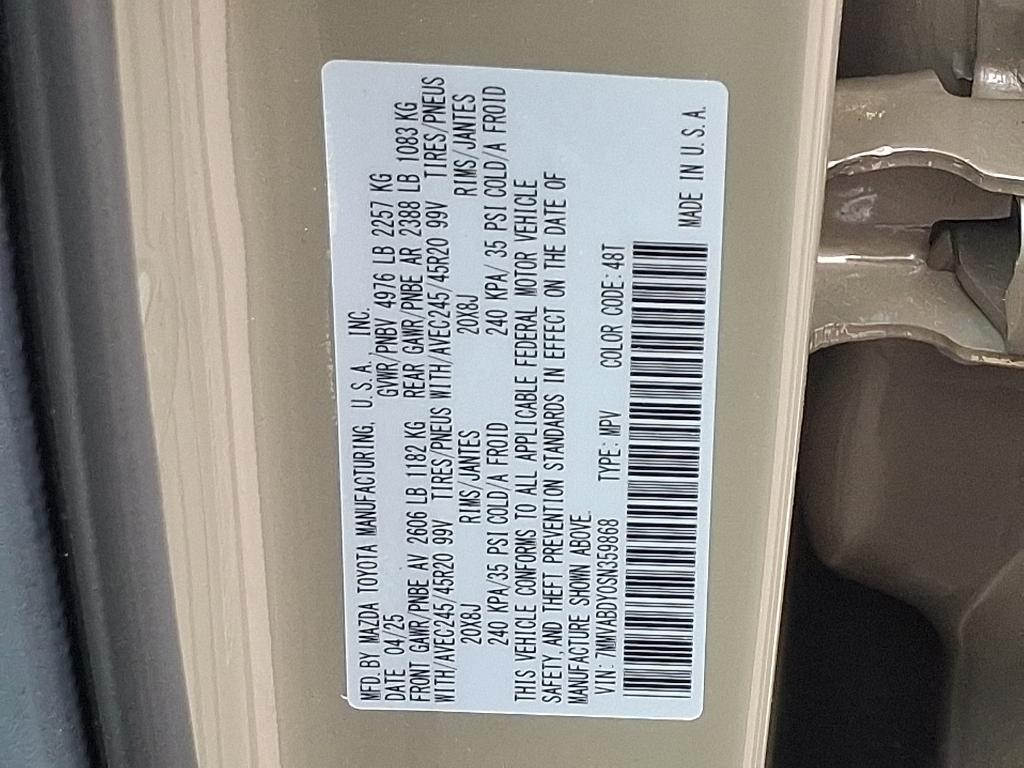 MFD. BY MAZDA TOYOTA MANUFACTURING, U.S.A., INC.
DATE 04/25 GVWR/PNBV 4976 LB 2257 KG
FRONT GAWR/PNBE AV 2606 LB 1182 KG REAR GAWR/PNBE AR 2388 LB 1083 KG
WITH/AVEC245/45R20 99V TIRES/PNEUS WITH/AVEC245/45R20 99V TIRES/PNEUS
20X8J RIMS/JANTES 20X8J RIMS/JANTES
240 KPA/35 PSI COLD/A FROID 240 KPA/ 35 PSI COLD/A FROID
THIS VEHICLE CONFORMS TO ALL APPLICABLE FEDERAL MOTOR VEHICLE
SAFETY, AND THEFT PREVENTION STANDARDS IN EFFECT ON THE DATE OF
MANUFACTURE SHOWN ABOVE.
VIN: 7MMVABDY0SN359868 TYPE: MPV COLOR CODE: 48T
MADE IN U.S.A.